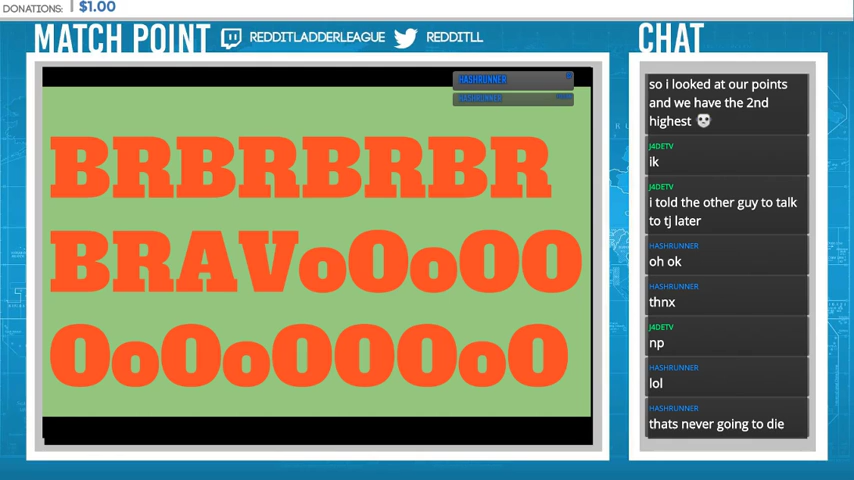 DONATIONS: $1.00
MATCH POINT REDDITLADDERLEAGUE REDDITLL
CHAT
HASHRUNNER
HASHRUNNER
BRBRBRBR
BRAVoOoOO
OoOoOOOoO
so i looked at our points
and we have the 2nd
highest
J4DETV
ik
J4DETV
i told the other guy to talk
to tj later
HASHRUNNER
oh ok
HASHRUNNER
thnx
J4DETV
np
HASHRUNNER
lol
HASHRUNNER
thats never going to die